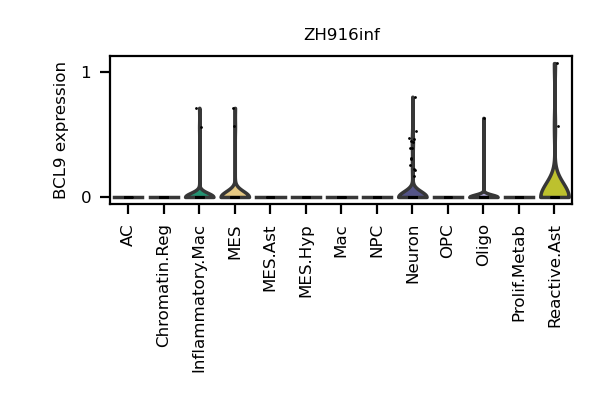 ZH916inf
BCL9 expression
1
0
AC
Chromatin.Reg
Inflammatory.Mac
MES
MES.Ast
MES.Hyp
Mac
NPC
Neuron
OPC
Oligo
Prolif.Metab
Reactive.Ast